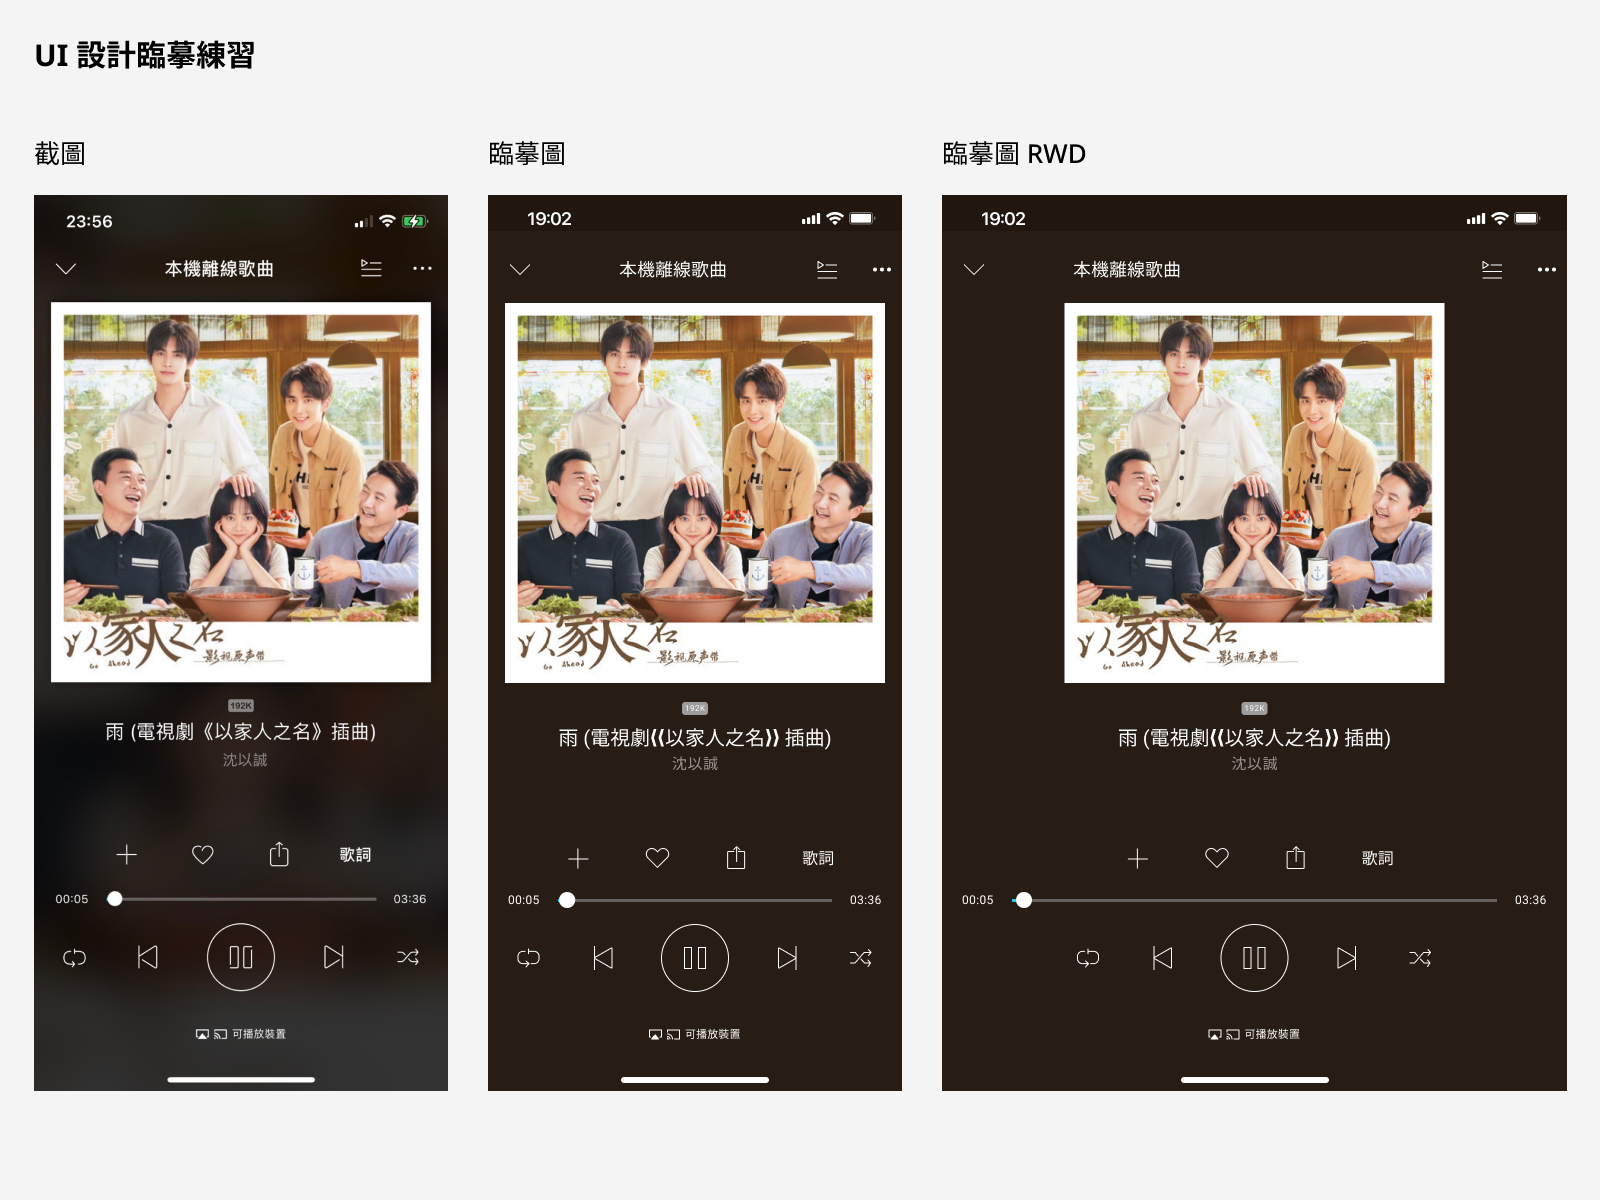 UI 設計臨摹練習
截圖
23:56
本機離線歌曲
以家人之名
Go Ahead
影视原声带
192K
雨 (電視劇《以家人之名》插曲)
沈以誠
歌詞
00:05
03:36
可播放裝置
臨摹圖
19:02
本機離線歌曲
以家人之名
Go Ahead
影视原声带
192K
雨 (電視劇⟪以家人之名⟫ 插曲)
沈以誠
歌詞
00:05
03:36
可播放裝置
臨摹圖 RWD
19:02
本機離線歌曲
以家人之名
Go Ahead
影视原声带
192K
雨 (電視劇⟪以家人之名⟫ 插曲)
沈以誠
歌詞
00:05
03:36
可播放裝置